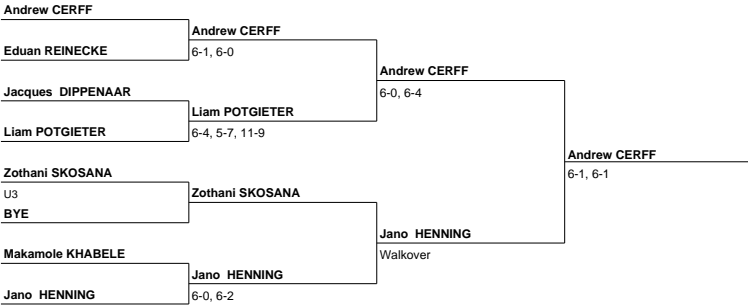 Andrew CERFF
Andrew CERFF
Eduan REINECKE
6-1, 6-0
Andrew CERFF
Jacques DIPPENAAR
6-0, 6-4
Liam POTGIETER
Liam POTGIETER
6-4, 5-7, 11-9
Andrew CERFF
Zothani SKOSANA
6-1, 6-1
U3
Zothani SKOSANA
BYE
Jano HENNING
Makamole KHABELE
Walkover
Jano HENNING
Jano HENNING
6-0, 6-2